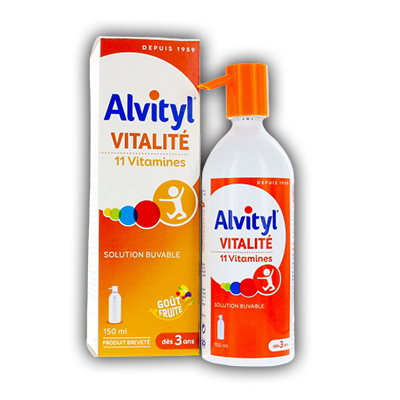 DEPUIS 1959
Alvityl®
VITALITÉ
11 Vitamines
SOLUTION BUVABLE
GOÛT
FRUITÉ
150 ml
PRODUIT BREVETÉ
dès 3 ans
DEPUIS 1959
Alvityl®
VITALITÉ
11 Vitamines
SOLUTION BUVABLE
150 ml
dès 3 ans